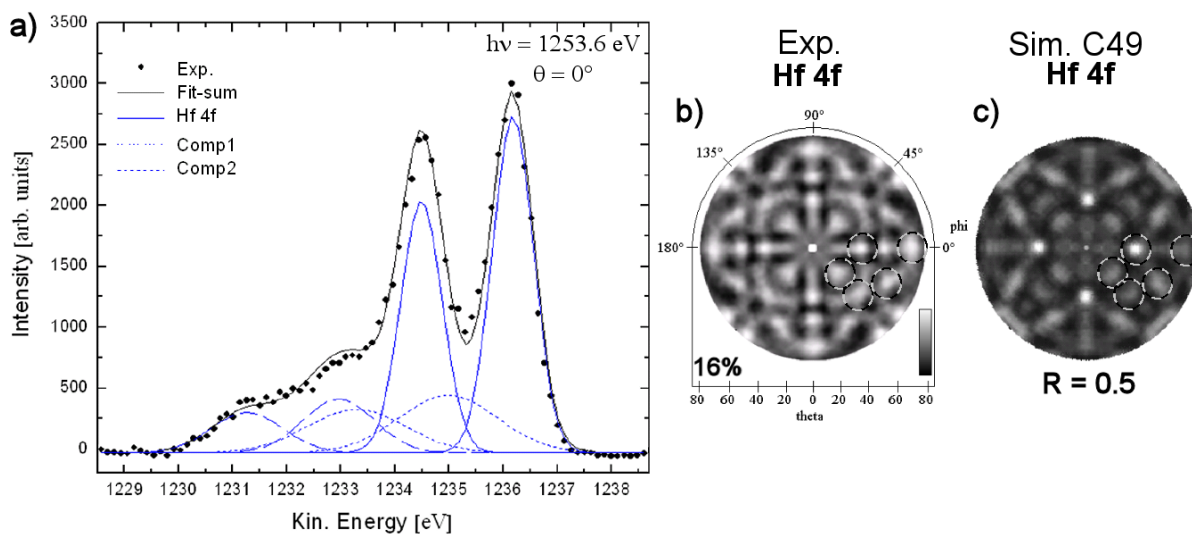 a)
3500
3000
2500
2000
1500
1000
500
0
Intensity [arb. units]
hν = 1253.6 eV
θ = 0°
Exp.
Fit-sum
Hf 4f
Comp1
Comp2
1229 1230 1231 1232 1233 1234 1235 1236 1237 1238
Kin. Energy [eV]
Exp.
Hf 4f
b)
90°
135°
45°
180°
phi
0°
16%
80 60 40 20 0 20 40 60 80
theta
Sim. C49
Hf 4f
c)
R = 0.5